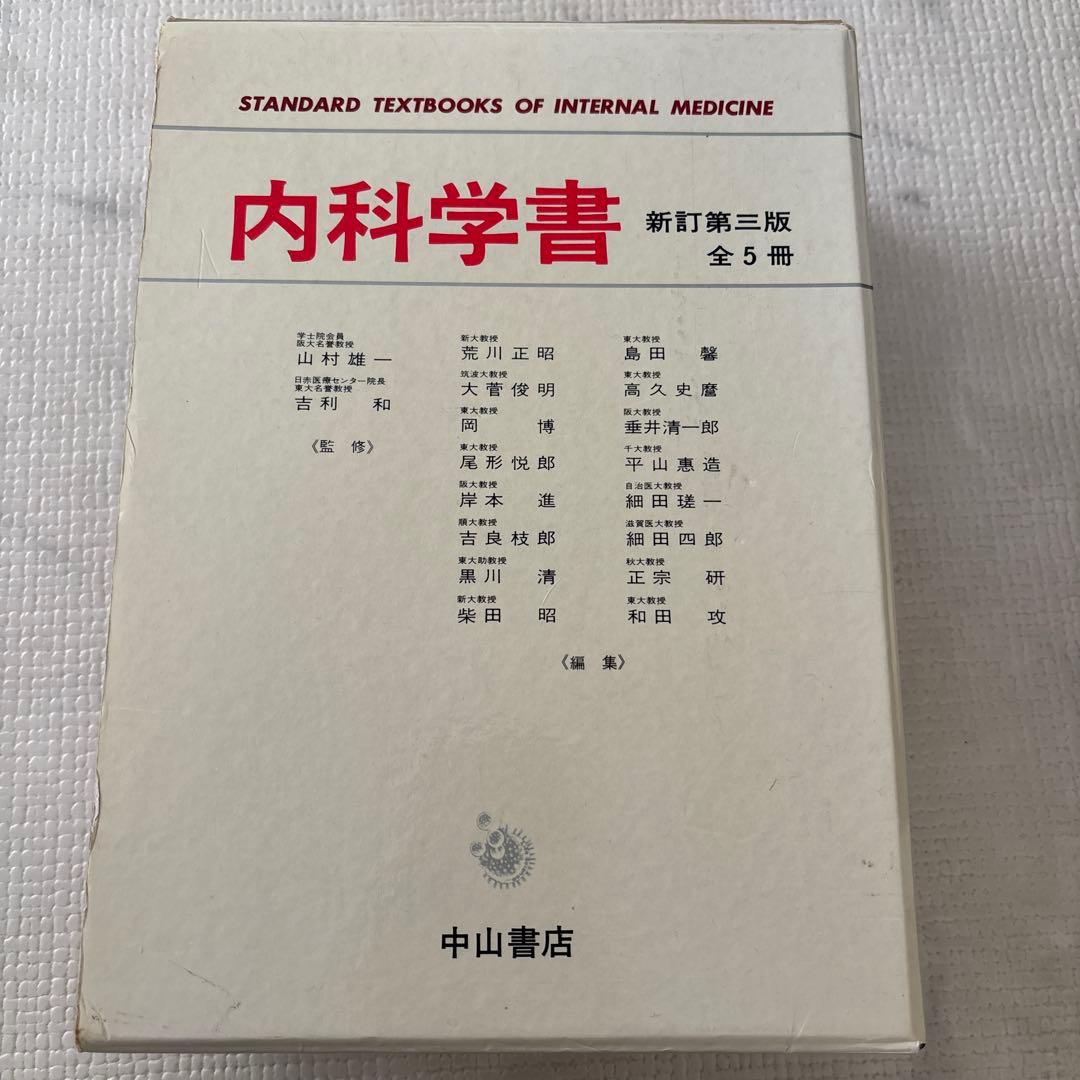 STANDARD TEXTBOOKS OF INTERNAL MEDICINE
内科学書 新訂第三版
全5冊
学士院会員
阪大名誉教授
山村雄一
日赤医療センター院長
東大名誉教授
吉利 和
《監 修》
新大教授
荒川正昭
筑波大教授
大菅俊明
東大教授
岡 博
東大教授
尾形悦郎
阪大教授
岸本 進
順大教授
吉良枝郎
東大助教授
黒川 清
新大教授
柴田 昭
東大教授
島田 馨
東大教授
高久史麿
阪大教授
垂井清一郎
千大教授
平山惠造
自治医大教授
細田瑳一
滋賀医大教授
細田四郎
秋大教授
正宗 研
東大教授
和田 攻
《編 集》
中山書店